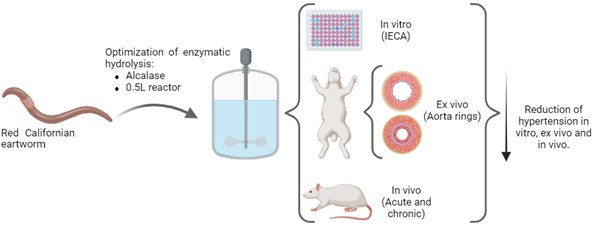 Optimization of enzymatic
hydrolysis:
• Alcalase
• 0.5L reactor
Red Californian
eartworm
In vitro
(IECA)
Ex vivo
(Aorta rings)
In vivo
(Acute and
chronic)
Reduction of
hypertension in
vitro, ex vivo and
in vivo.